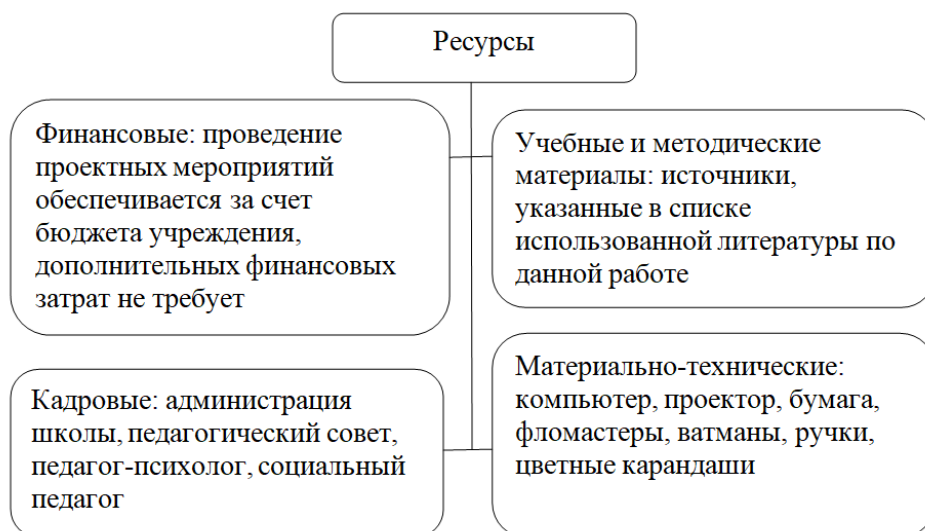 Ресурсы
Финансовые: проведение
проектных мероприятий
обеспечивается за счет
бюджета учреждения,
дополнительных финансовых
затрат не требует
Учебные и методические
материалы: источники,
указанные в списке
использованной литературы по
данной работе
Кадровые: администрация
школы, педагогический совет,
педагог-психолог, социальный
педагог
Материально-технические:
компьютер, проектор, бумага,
фломастеры, ватманы, ручки,
цветные карандаши